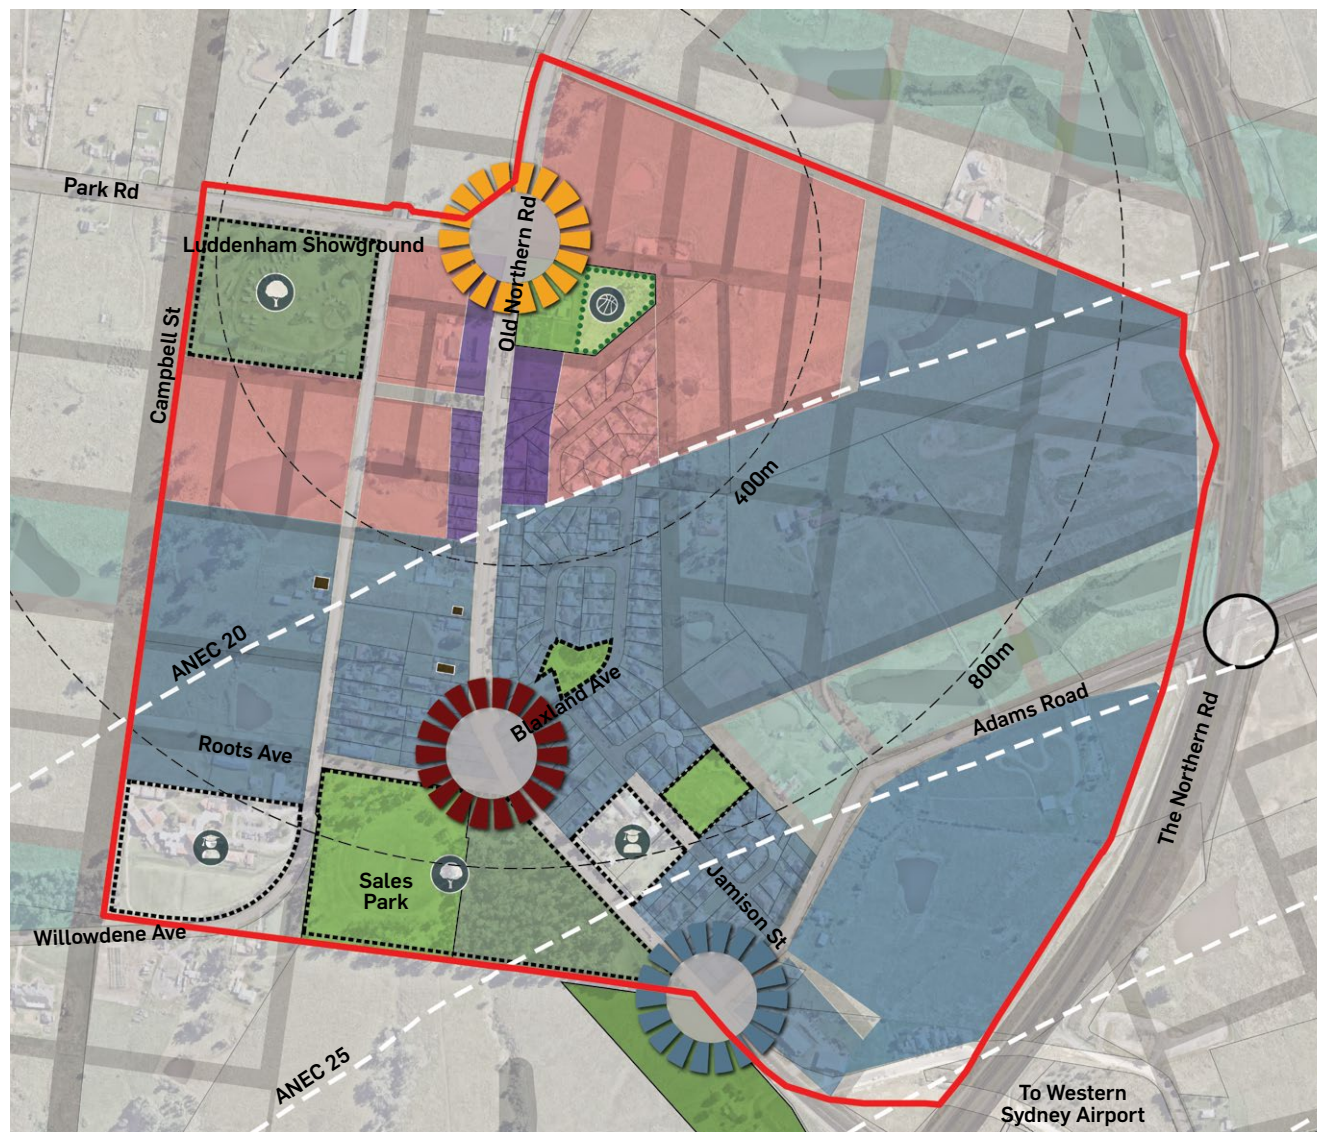 Park Rd
Luddenham Showground
Old Northern Rd
Campbell St
400m
ANEC 20
800m
Blaxland Ave
Adams Road
Roots Ave
The Northern Rd
Sales
Park
Jamison St
Willowdene Ave
ANEC 25
To Western
Sydney Airport